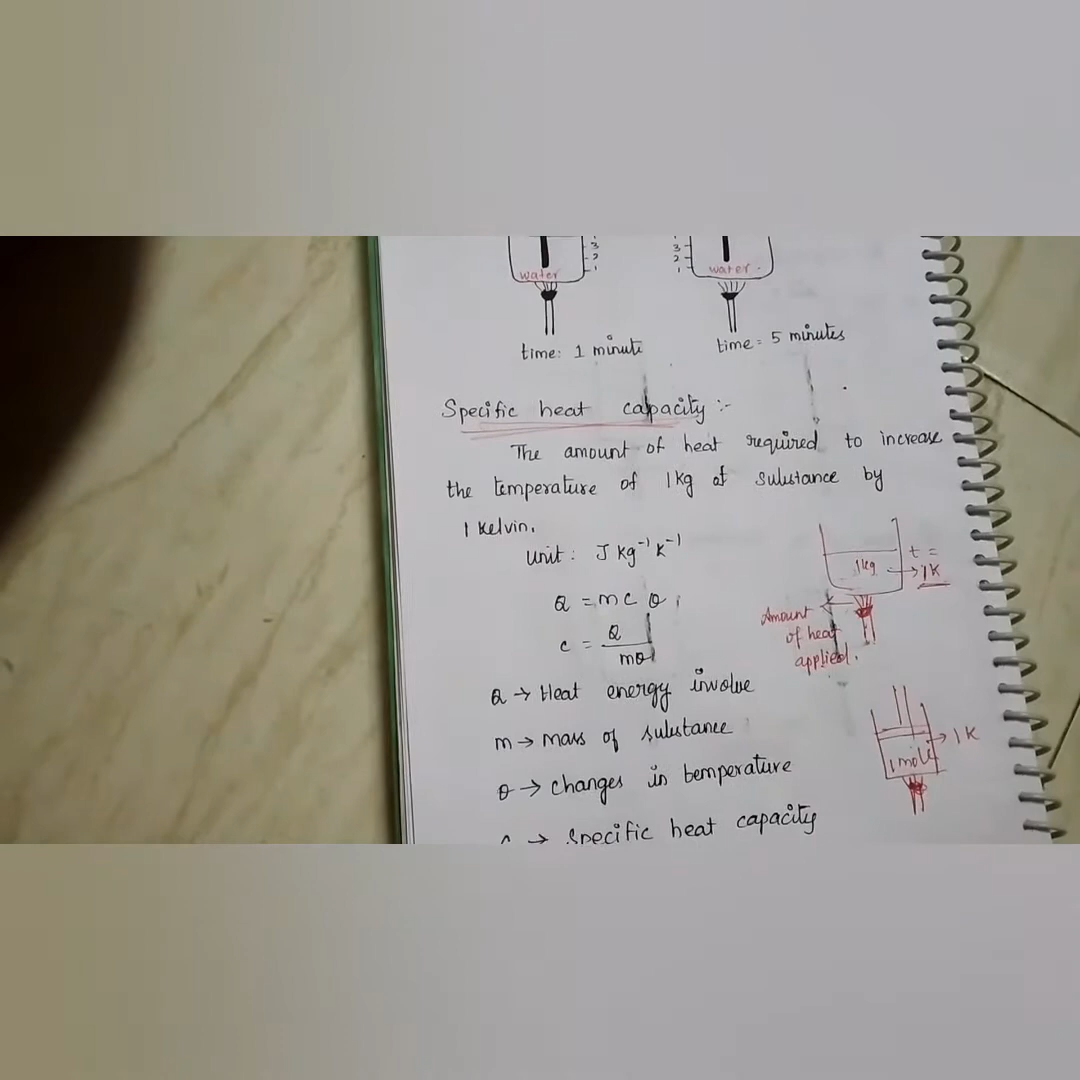 3 3
2 2
1 1
water water.
time: 1 minute time = 5 minutes
Specific heat capacity :-
The amount of heat required to increase
the temperature of 1kg of substance by
1 Kelvin.
Unit : J kg⁻¹ K⁻¹
Q = m c θ
c = Q / mθ
1kg → t = 1K
Amount
of heat
applied.
Q → Heat energy involve
m → mass of substance
θ → changes in temperature
1 mole → 1K
c → specific heat capacity